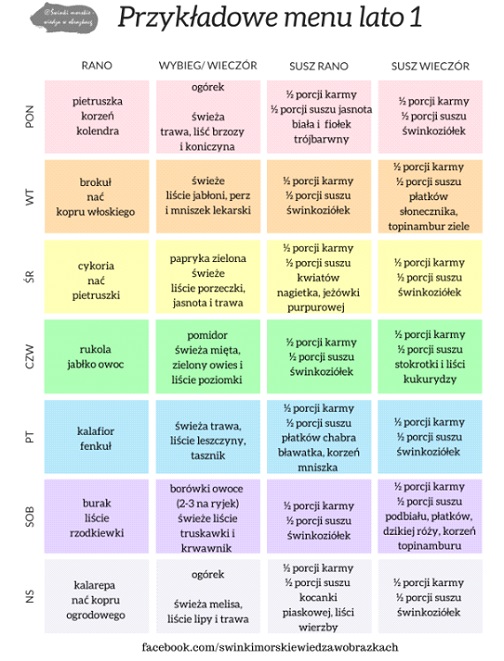 @Świnki morskie -
wiedza w obrazkach
Przykładowe menu lato 1
RANO
WYBIEG/ WIECZÓR
SUSZ RANO
SUSZ WIECZÓR
PON
pietruszka
korzeń
kolendra
ogórek
świeża
trawa, liść brzozy
i koniczyna
½ porcji karmy
½ porcji suszu jasnota
biała i fiołek
trójbarwny
½ porcji karmy
½ porcji suszu
świnkoziółek
WT
brokuł
nać
kopru włoskiego
świeże
liście jabłoni, perz
i mniszek lekarski
½ porcji karmy
½ porcji suszu
świnkoziółek
½ porcji karmy
½ porcji suszu
płatków
słonecznika,
topinambur ziele
ŚR
cykoria
nać
pietruszki
papryka zielona
świeże
liście porzeczki,
jasnota i trawa
½ porcji karmy
½ porcji suszu
kwiatów
nagietka, jeżówki
purpurowej
½ porcji karmy
½ porcji suszu
świnkoziółek
CZW
rukola
jabłko owoc
pomidor
świeża mięta,
zielony owies i
liście poziomki
½ porcji karmy
½ porcji suszu
świnkoziółek
½ porcji karmy
½ porcji suszu
stokrotki i liści
kukurydzy
PT
kalafior
fenkuł
świeża trawa,
liście leszczyny,
tasznik
½ porcji karmy
½ porcji suszu
płatków chabra
bławatka, korzeń
mniszka
½ porcji karmy
½ porcji suszu
świnkoziółek
SOB
burak
liście
rzodkiewki
borówki owoce
(2-3 na ryjek)
świeże liście
truskawki i
krwawnik
½ porcji karmy
½ porcji suszu
świnkoziółek
½ porcji karmy
½ porcji suszu
podbiału, płatków,
dzikiej róży, korzeń
topinamburu
NS
kalarepa
nać kopru
ogrodowego
ogórek
świeża melisa,
liście lipy i trawa
½ porcji karmy
½ porcji suszu
kocanki
piaskowej, liści
wierzby
½ porcji karmy
½ porcji suszu
świnkoziółek
facebook.com/swinkimorskiewiedzawobrazkach